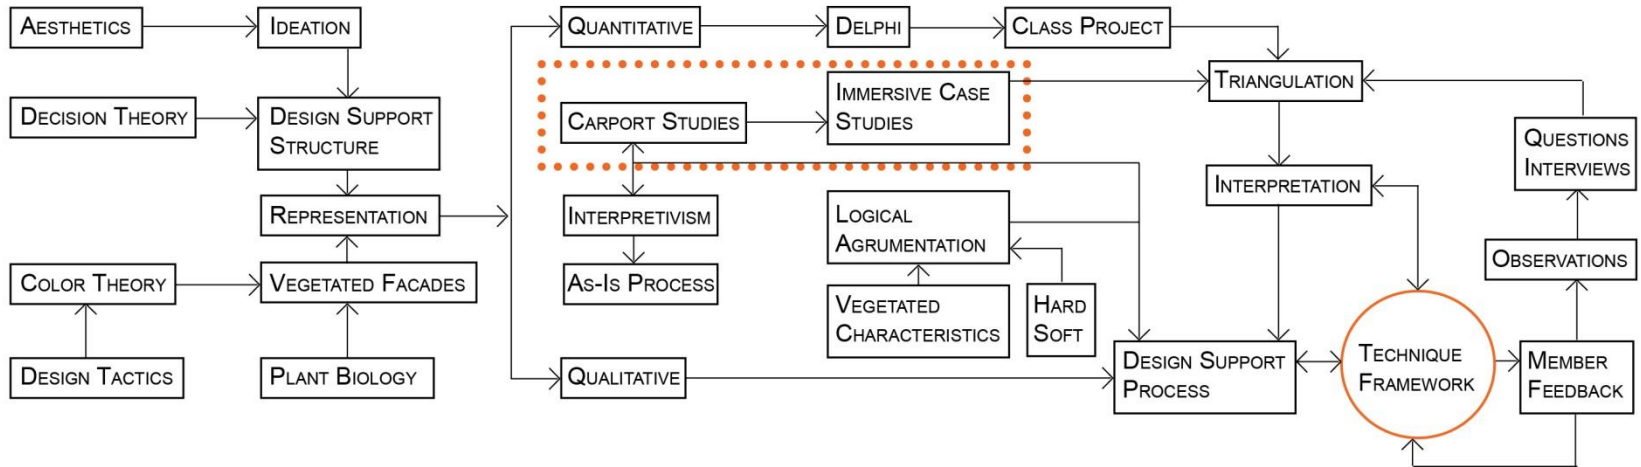 AESTHETICS
IDEATION
DECISION THEORY
DESIGN SUPPORT
STRUCTURE
REPRESENTATION
COLOR THEORY
VEGETATED FACADES
DESIGN TACTICS
PLANT BIOLOGY
QUANTITATIVE
DELPHI
CLASS PROJECT
CARPORT STUDIES
IMMERSIVE CASE
STUDIES
TRIANGULATION
INTERPRETIVISM
AS-IS PROCESS
LOGICAL
AGRUMENTATION
VEGETATED
CHARACTERISTICS
HARD
SOFT
INTERPRETATION
QUESTIONS
INTERVIEWS
OBSERVATIONS
QUALITATIVE
DESIGN SUPPORT
PROCESS
TECHNIQUE
FRAMEWORK
MEMBER
FEEDBACK